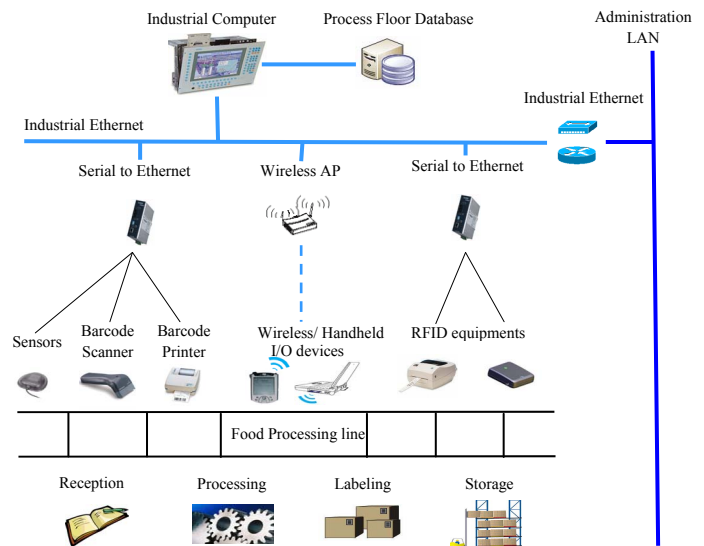 Industrial Computer
Process Floor Database
Administration
LAN
Industrial Ethernet
Industrial Ethernet
Serial to Ethernet
Wireless AP
Serial to Ethernet
Sensors
Barcode
Scanner
Barcode
Printer
Wireless/ Handheld
I/O devices
RFID equipments
Food Processing line
Reception
Processing
Labeling
Storage